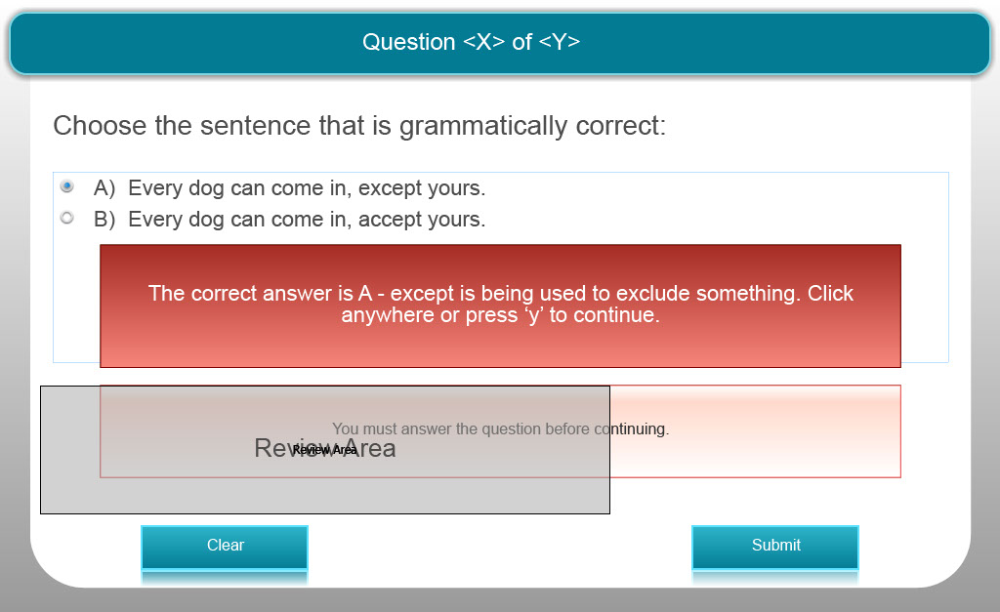 Question <X> of <Y>
Choose the sentence that is grammatically correct:
A) Every dog can come in, except yours.
B) Every dog can come in, accept yours.
The correct answer is A - except is being used to exclude something. Click
anywhere or press ‘y’ to continue.
You must answer the question before continuing.
Review Area
Review Area
Clear
Submit